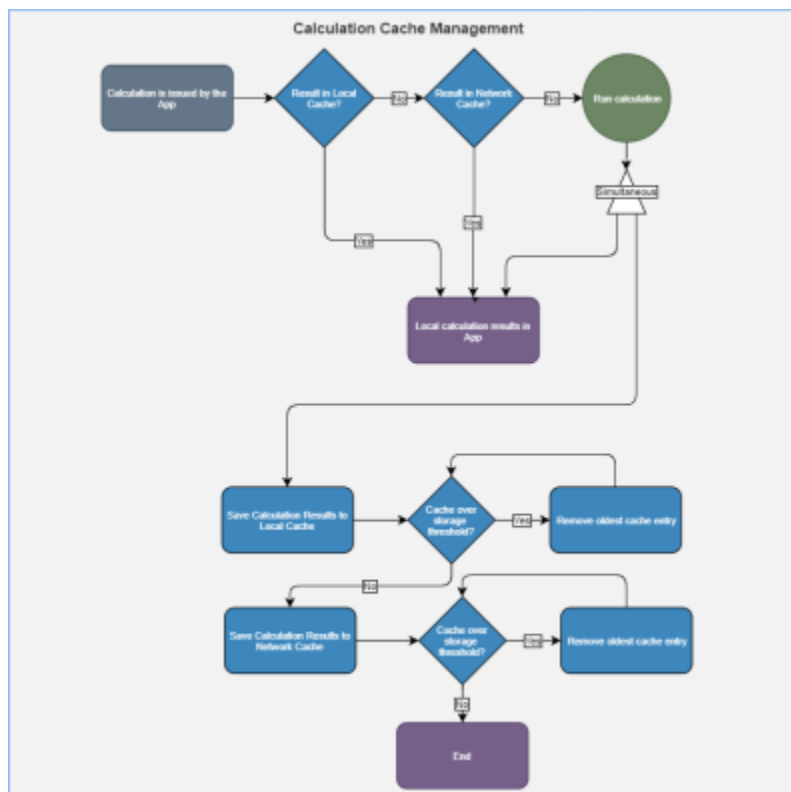 Calculation Cache Management
Calculation is issued by the
App
Result in Local
Cache?
No
Result in Network
Cache?
No
Run calculation
Simultaneous
Yes
Yes
Local calculation results in
App
Save Calculation Results to
Local Cache
Cache over
storage
threshold?
Yes
Remove oldest cache entry
No
Save Calculation Results to
Network Cache
Cache over
storage
threshold?
Yes
Remove oldest cache entry
No
End